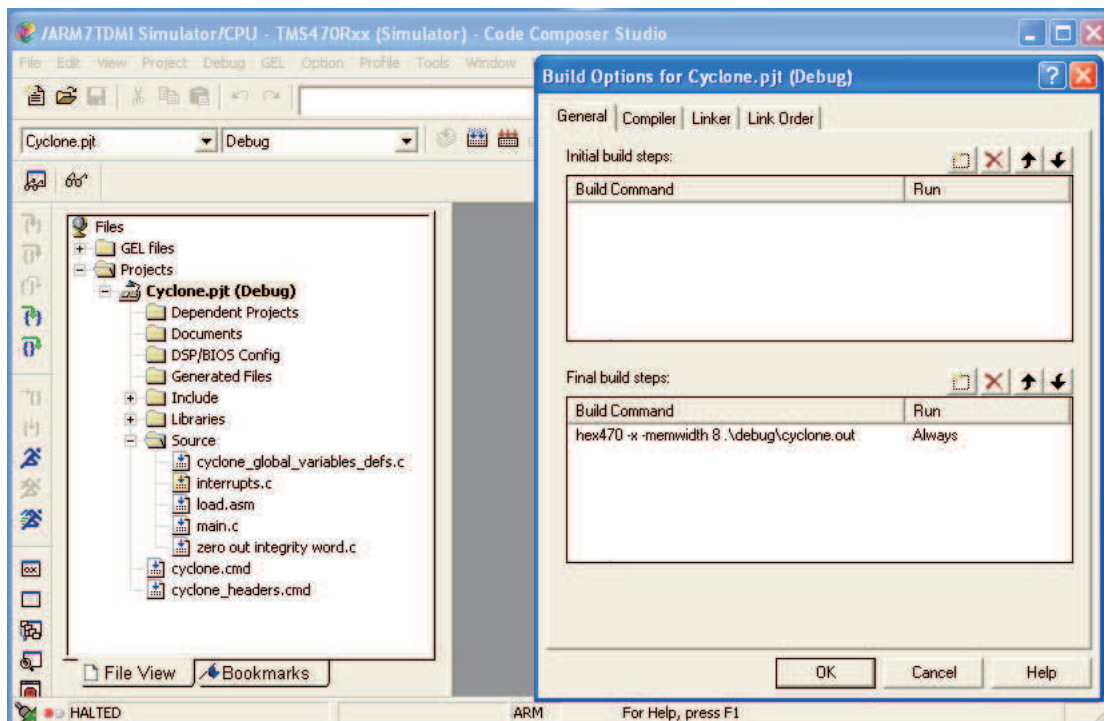 /ARM7TDMI Simulator/CPU - TMS470Rxx (Simulator) - Code Composer Studio
File Edit View Project Debug GEL Option Profile Tools Window
Cyclone.pjt Debug
Files
GEL files
Projects
Cyclone.pjt (Debug)
Dependent Projects
Documents
DSP/BIOS Config
Generated Files
Include
Libraries
Source
cyclone_global_variables_defs.c
interrupts.c
load.asm
main.c
zero out integrity word.c
cyclone.cmd
cyclone_headers.cmd
File View Bookmarks
HALTED ARM For Help, press F1
Build Options for Cyclone.pjt (Debug)
General Compiler Linker Link Order
Initial build steps:
Build Command Run
Final build steps:
Build Command Run
hex470 -x -memwidth 8 .\debug\cyclone.out Always
OK Cancel Help